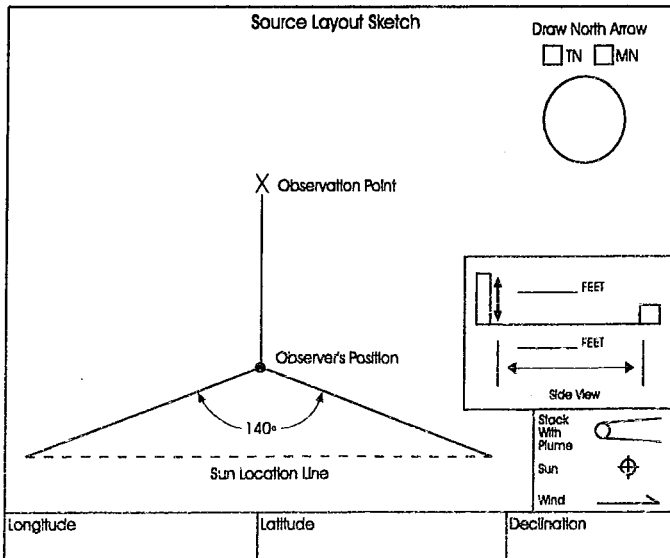 Source Layout Sketch
Draw North Arrow
TN MN
X Observation Point
FEET
Observer's Position
FEET
Side View
140°
Sun Location Line
Stack
With
Plume
Sun
Wind
Longitude Latitude Declination